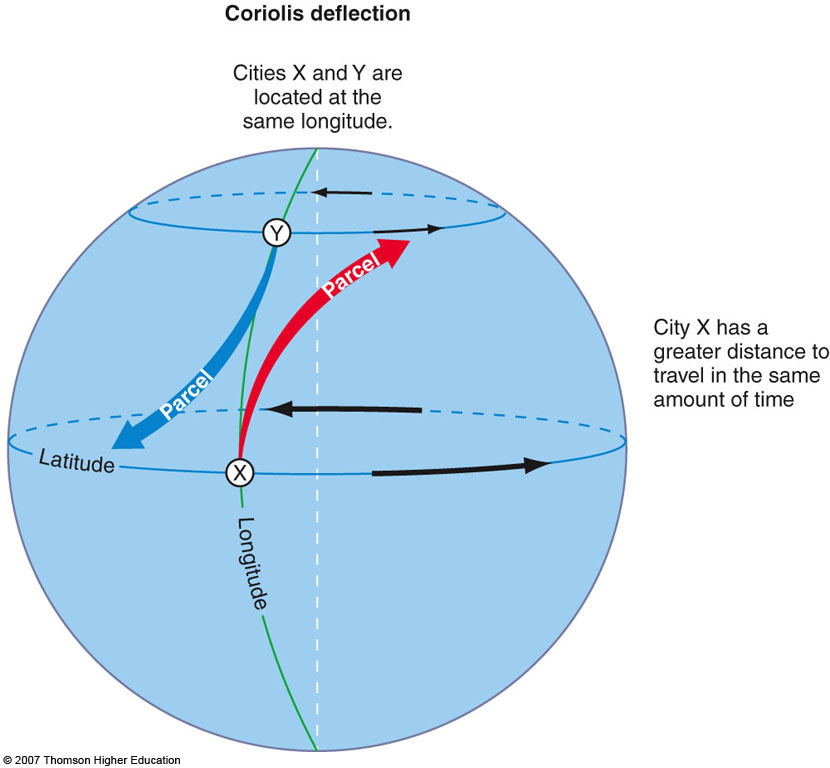 Coriolis deflection
Cities X and Y are
located at the
same longitude.
Y
Parcel
Parcel
City X has a
greater distance to
travel in the same
amount of time
Latitude
X
Longitude
© 2007 Thomson Higher Education